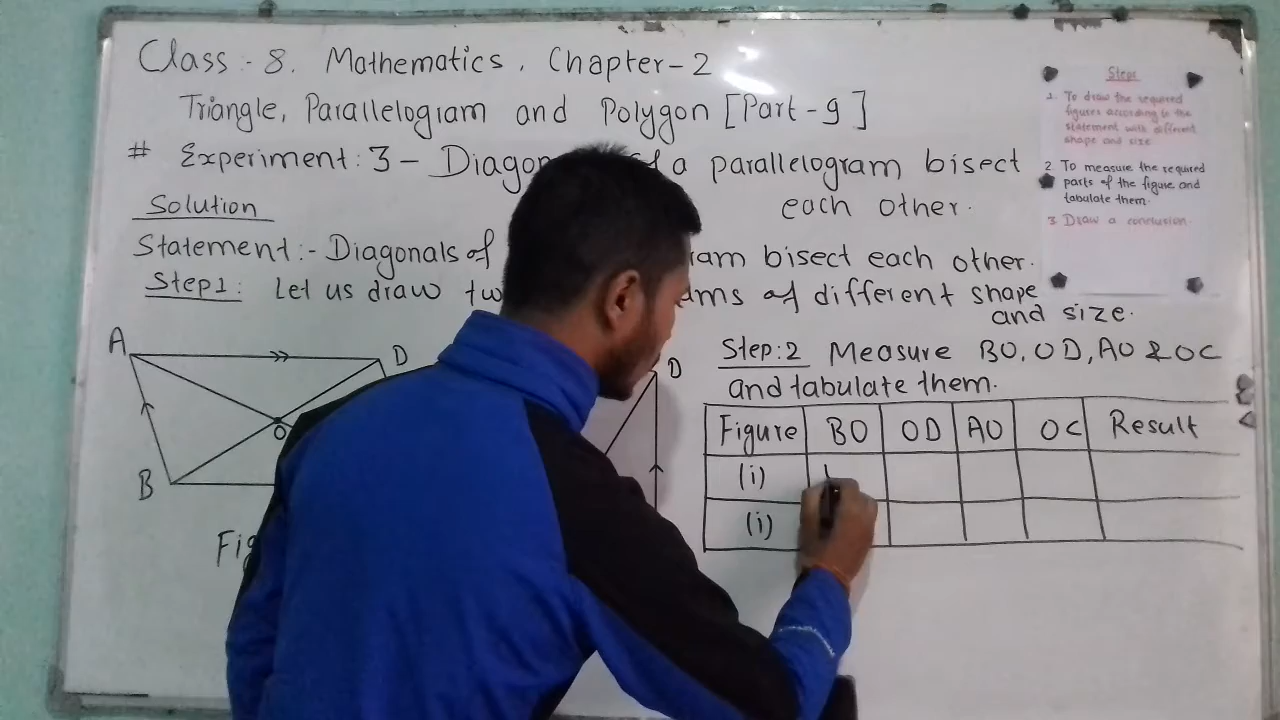 Class :- 8. Mathematics, Chapter - 2
Triangle, Parallelogram and Polygon [Part - 9]
# Experiment: 3 - Diagon a parallelogram bisect
each other.
Solution
Statement:- Diagonals of am bisect each other.
Step1: Let us draw tw ms of different shape
and size.
A
D
O
B
Fig
D
Step:2 Measure BO, OD, AO & OC
and tabulate them.
Figure BO OD AO OC Result
(i)
(i)
Steps
1. To draw the required
figures according to the
statement with different
shape and size
2. To measure the required
parts of the figure and
tabulate them.
3. Draw a conclusion.